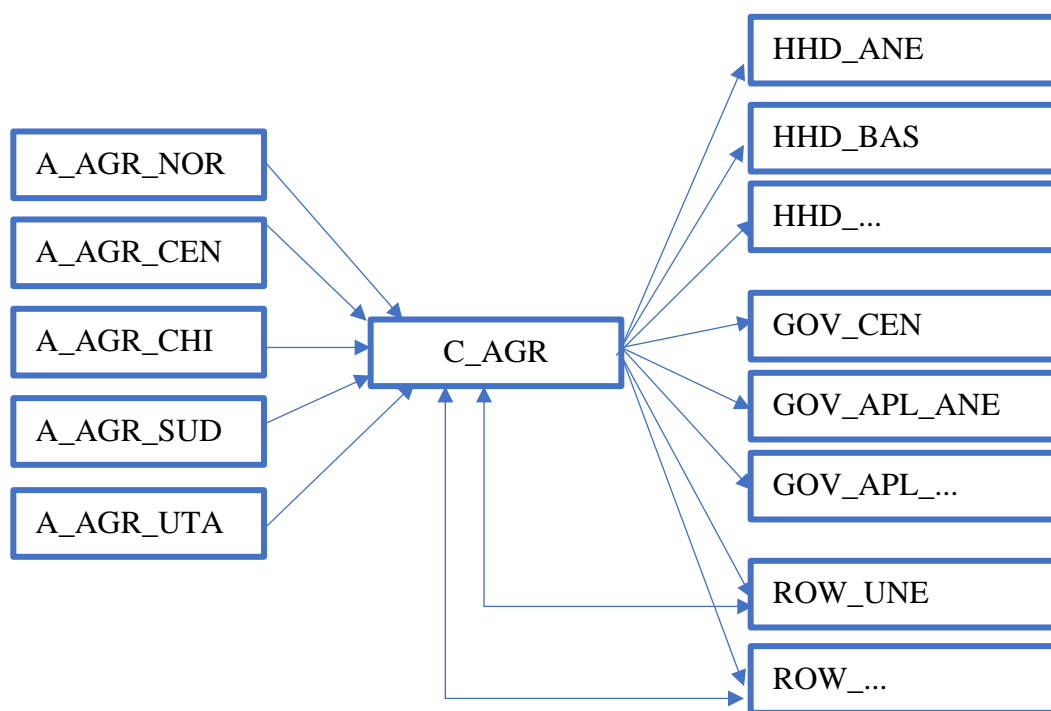 A_AGR_NOR
A_AGR_CEN
A_AGR_CHI
A_AGR_SUD
A_AGR_UTA
C_AGR
HHD_ANE
HHD_BAS
HHD_...
GOV_CEN
GOV_APL_ANE
GOV_APL_...
ROW_UNE
ROW_...